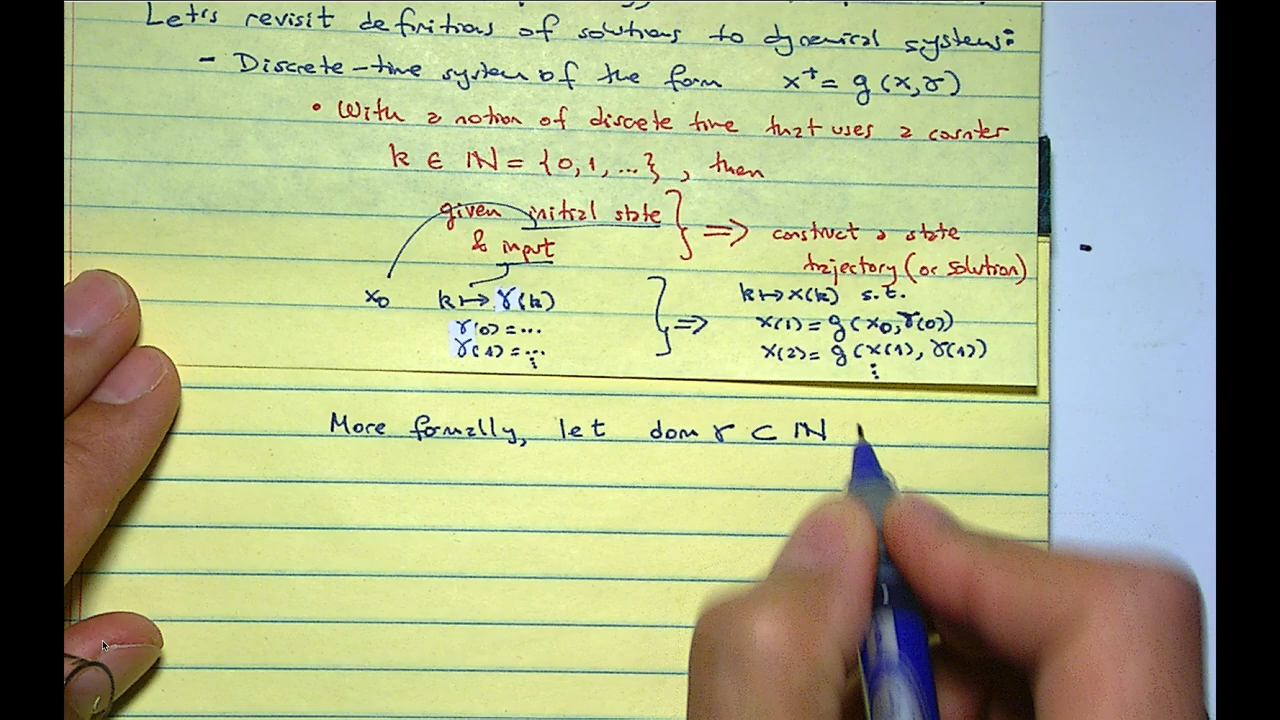 Let's revisit definitions of solutions to dynamical systems:
- Discrete-time system of the form x⁺ = g(x,γ)
• With a notion of discete time that uses a counter
k ∈ ℕ = {0,1,...}, then
given initial state } ⇒ construct a state
& input trajectory (or solution)
x₀ k ↦ γ(k) } ⇒ k ↦ x(k) s.t.
γ(0) = ... x(1) = g(x₀,γ(0))
γ(1) = ... x(2) = g(x(1),γ(1))
⋮ ⋮
More formally, let dom γ ⊂ ℕ